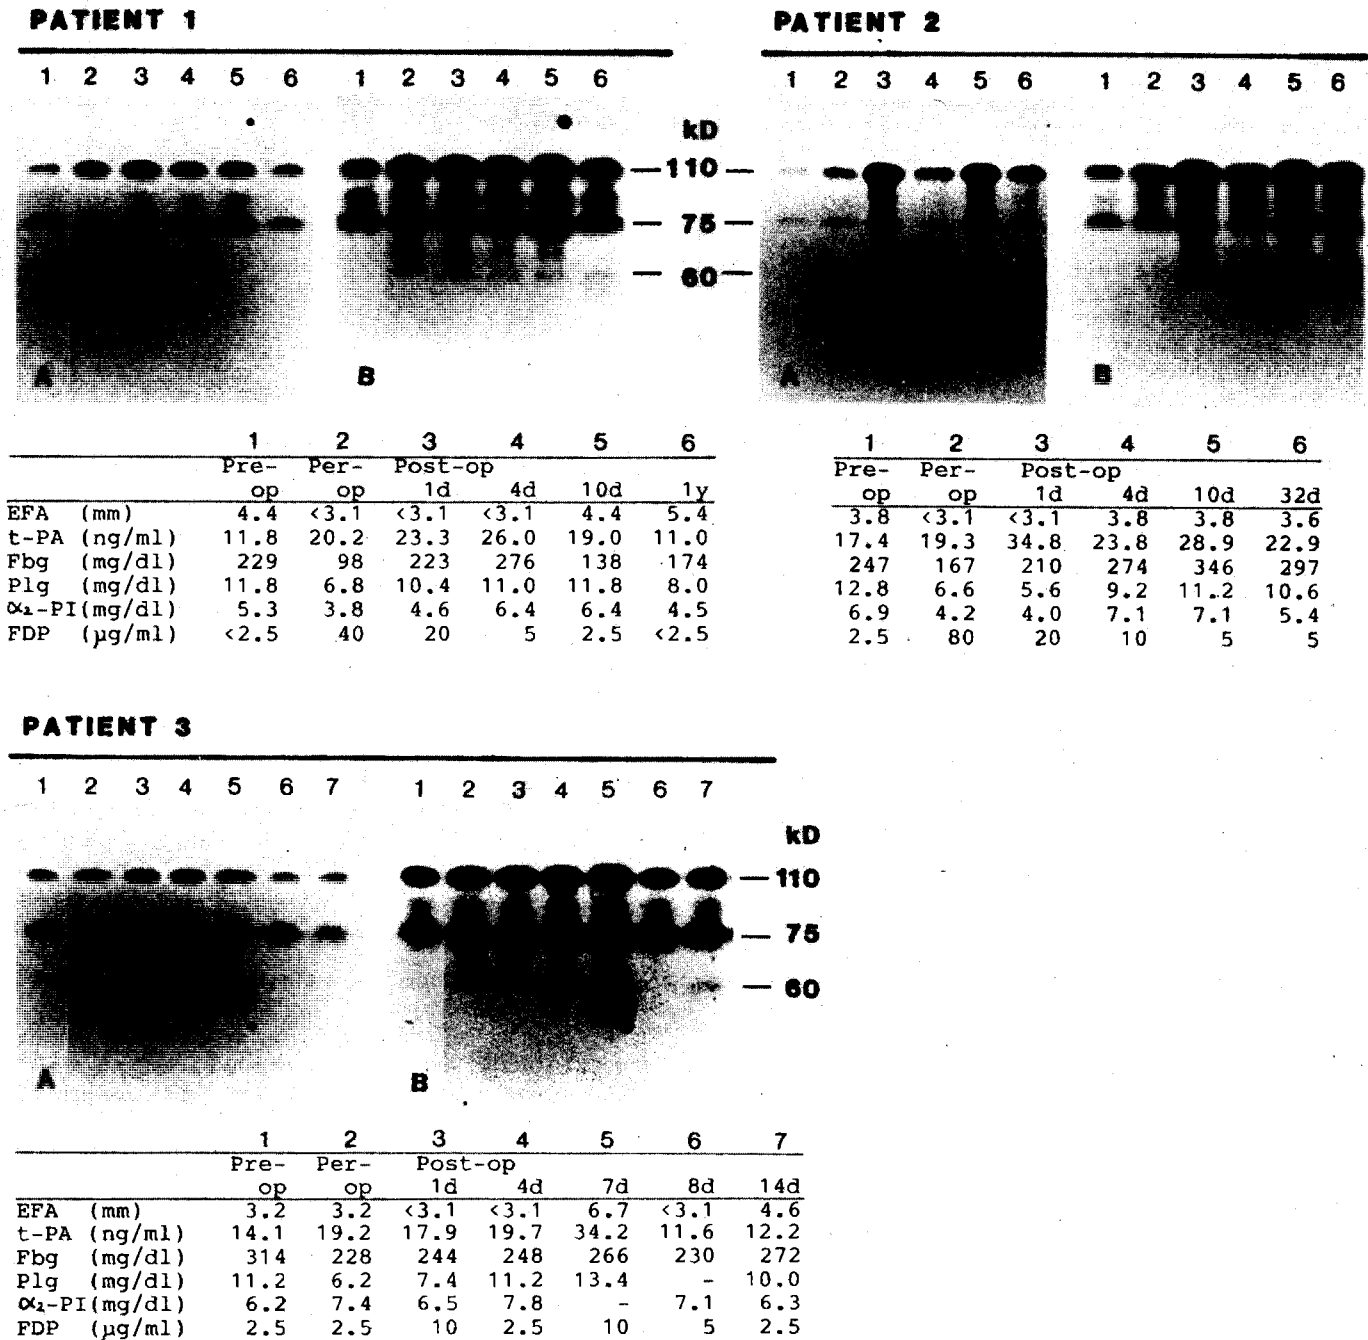 PATIENT 1
1 2 3 4 5 6 1 2 3 4 5 6
kD
110
75
60
A B
1 2 3 4 5 6
Pre- Per- Post-op
op op 1d 4d 10d 1y
EFA (mm) 4.4 <3.1 <3.1 <3.1 4.4 5.4
t-PA (ng/ml) 11.8 20.2 23.3 26.0 19.0 11.0
Fbg (mg/dl) 229 98 223 276 138 174
Plg (mg/dl) 11.8 6.8 10.4 11.0 11.8 8.0
α₂-PI(mg/dl) 5.3 3.8 4.6 6.4 6.4 4.5
FDP (µg/ml) <2.5 40 20 5 2.5 <2.5
PATIENT 2
1 2 3 4 5 6 1 2 3 4 5 6
A B
1 2 3 4 5 6
Pre- Per- Post-op
op op 1d 4d 10d 32d
3.8 <3.1 <3.1 3.8 3.8 3.6
17.4 19.3 34.8 23.8 28.9 22.9
247 167 210 274 346 297
12.8 6.6 5.6 9.2 11.2 10.6
6.9 4.2 4.0 7.1 7.1 5.4
2.5 80 20 10 5 5
PATIENT 3
1 2 3 4 5 6 7 1 2 3 4 5 6 7
kD
110
75
60
A B
1 2 3 4 5 6 7
Pre- Per- Post-op
op op 1d 4d 7d 8d 14d
EFA (mm) 3.2 3.2 <3.1 <3.1 6.7 <3.1 4.6
t-PA (ng/ml) 14.1 19.2 17.9 19.7 34.2 11.6 12.2
Fbg (mg/dl) 314 228 244 248 266 230 272
Plg (mg/dl) 11.2 6.2 7.4 11.2 13.4 - 10.0
α₂-PI(mg/dl) 6.2 7.4 6.5 7.8 - 7.1 6.3
FDP (µg/ml) 2.5 2.5 10 2.5 10 5 2.5